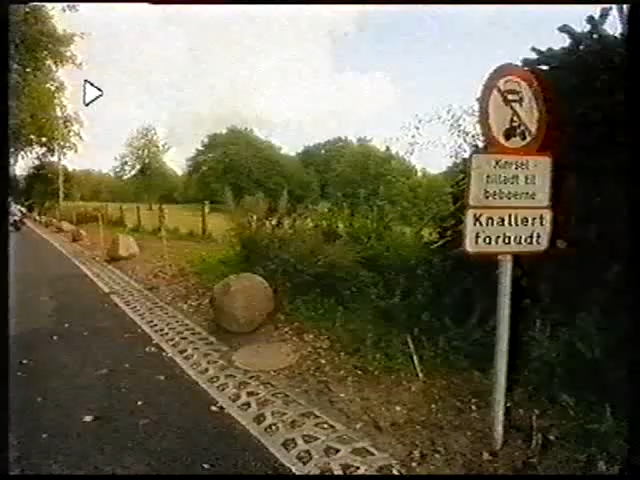 Kørsel
tilladt til
beboerne
Knallert
forbudt